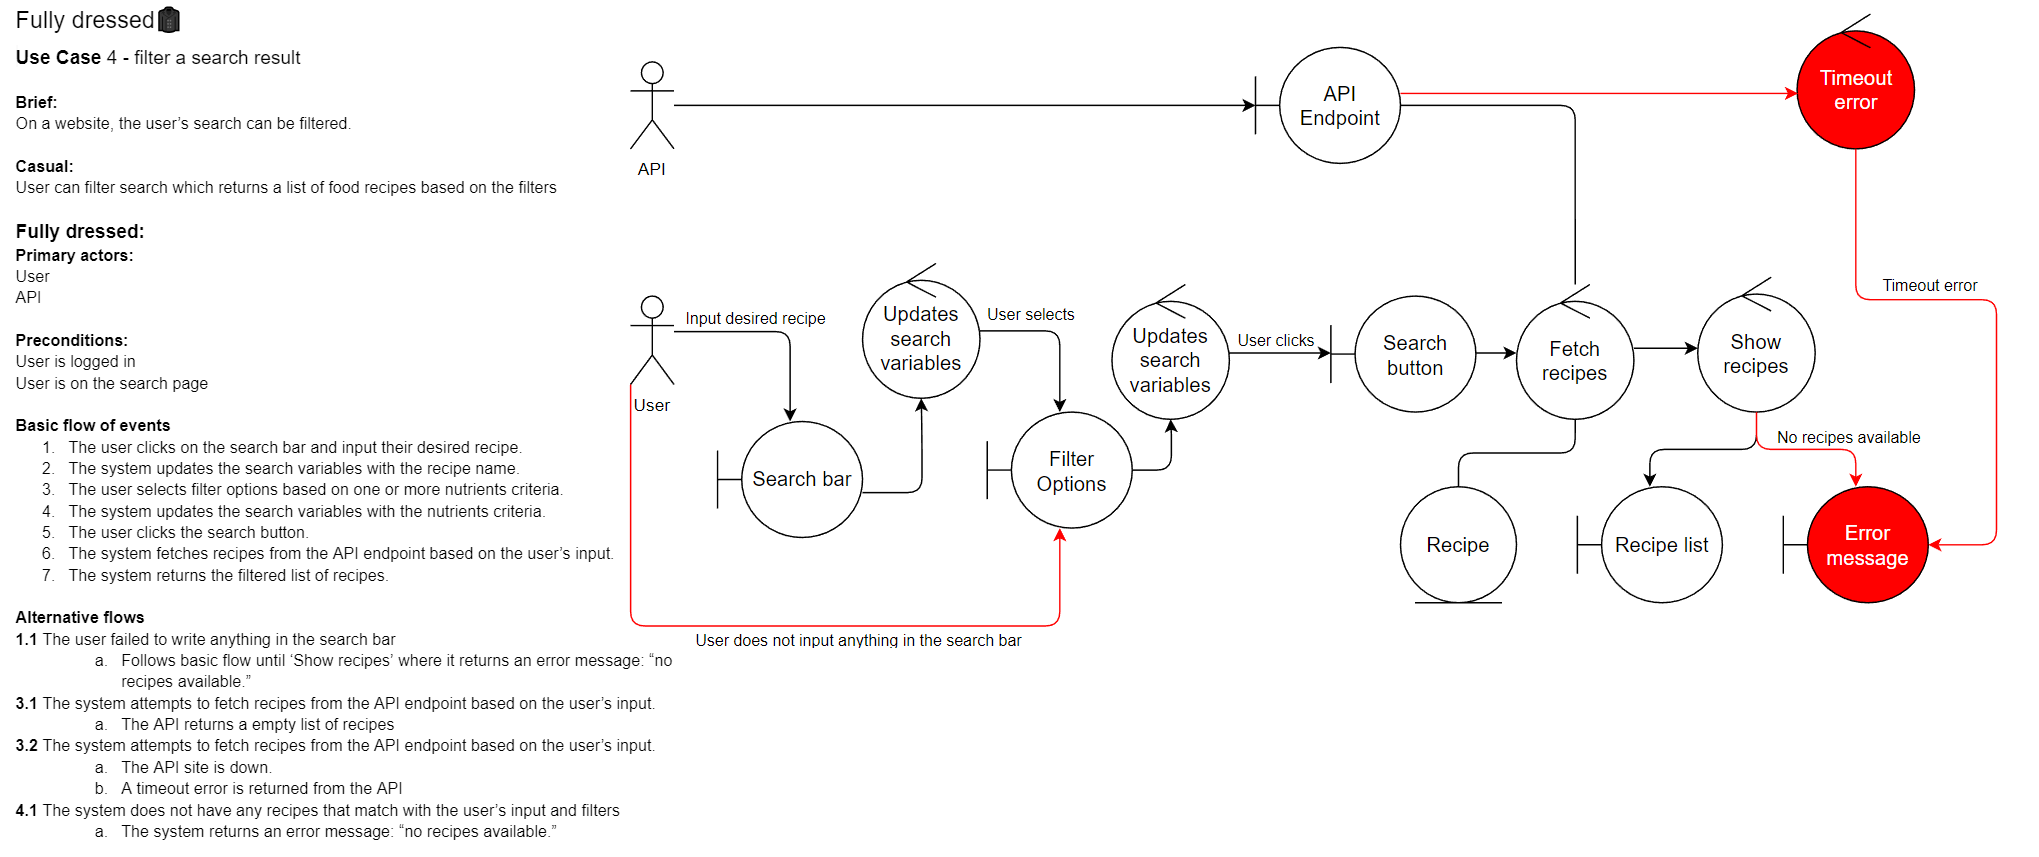 Fully dressed
Use Case 4 - filter a search result
Brief:
On a website, the user's search can be filtered.
Casual:
User can filter search which returns a list of food recipes based on the filters
Fully dressed:
Primary actors:
User
API
Preconditions:
User is logged in
User is on the search page
Basic flow of events
1. The user clicks on the search bar and input their desired recipe.
2. The system updates the search variables with the recipe name.
3. The user selects filter options based on one or more nutrients criteria.
4. The system updates the search variables with the nutrients criteria.
5. The user clicks the search button.
6. The system fetches recipes from the API endpoint based on the user's input.
7. The system returns the filtered list of recipes.
Alternative flows
1.1 The user failed to write anything in the search bar
a. Follows basic flow until ‘Show recipes’ where it returns an error message: “no
recipes available.”
3.1 The system attempts to fetch recipes from the API endpoint based on the user's input.
a. The API returns a empty list of recipes
3.2 The system attempts to fetch recipes from the API endpoint based on the user's input.
a. The API site is down.
b. A timeout error is returned from the API
4.1 The system does not have any recipes that match with the user's input and filters
a. The system returns an error message: “no recipes available.”
API
API
Endpoint
Timeout
error
Timeout error
User
Input desired recipe
Search bar
Updates
search
variables
User selects
Filter
Options
Updates
search
variables
User clicks
Search
button
Fetch
recipes
Show
recipes
No recipes available
Recipe
Recipe list
Error
message
User does not input anything in the search bar